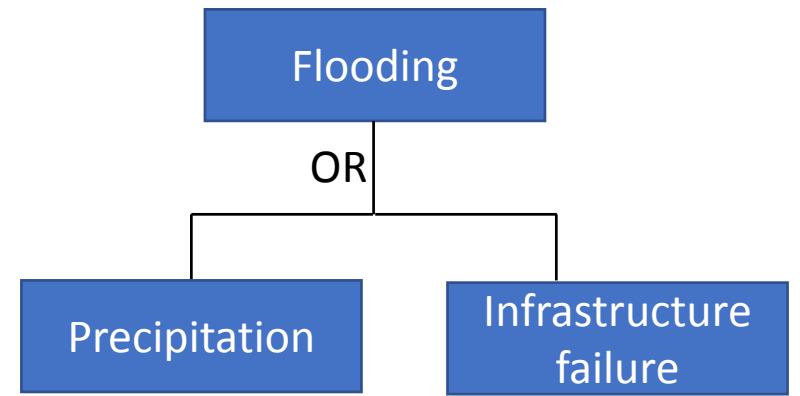 Flooding
OR
Precipitation
Infrastructure
failure